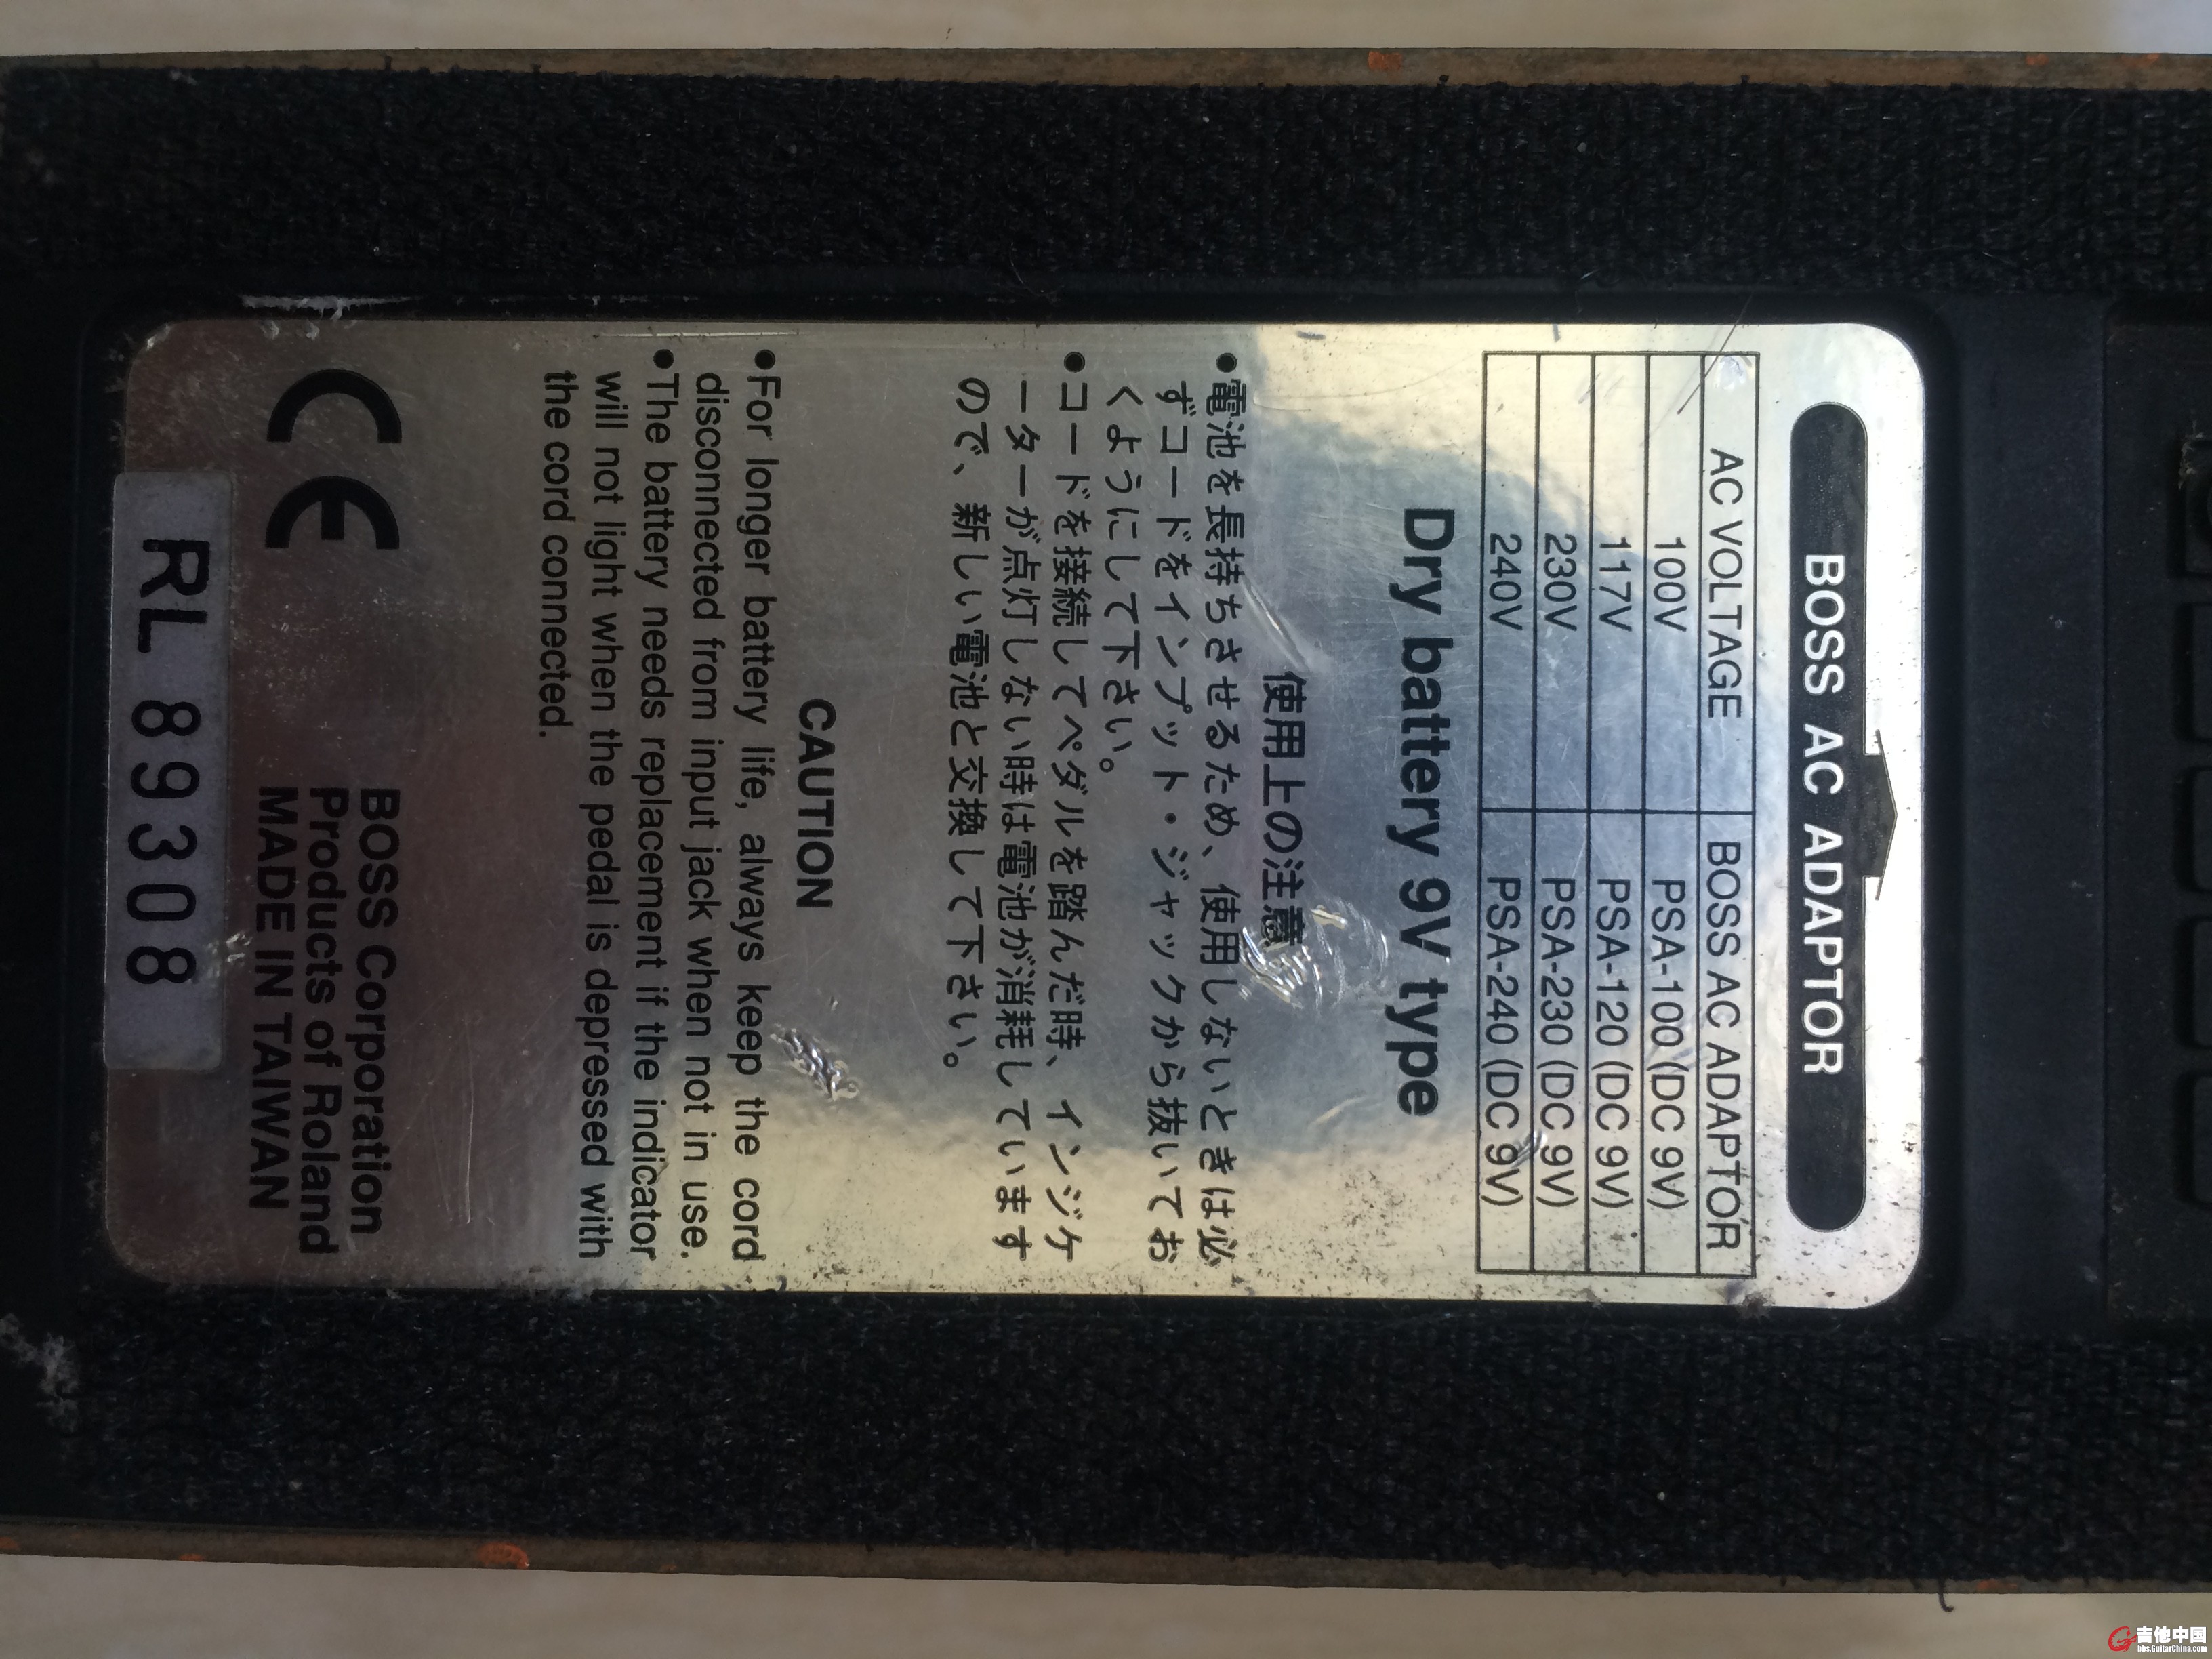 BOSS AC ADAPTOR
AC VOLTAGE BOSS AC ADAPTOR
100V PSA-100 (DC 9V)
117V PSA-120 (DC 9V)
230V PSA-230 (DC 9V)
240V PSA-240 (DC 9V)
Dry battery 9V type
使用上の注意
●電池を長持ちさせるため、使用しないときは必
ずコードをインプット・ジャックから抜いてお
くようにして下さい。
●コードを接続してペダルを踏んだ時、インジケ
ーターが点灯しない時は電池が消耗しています
ので、新しい電池と交換して下さい。
CAUTION
●For longer battery life, always keep the cord
disconnected from input jack when not in use.
●The battery needs replacement if the indicator
will not light when the pedal is depressed with
the cord connected.
CE
BOSS Corporation
Products of Roland
MADE IN TAIWAN
RL 89308
吉他中国
bbs.GuitarChina.com